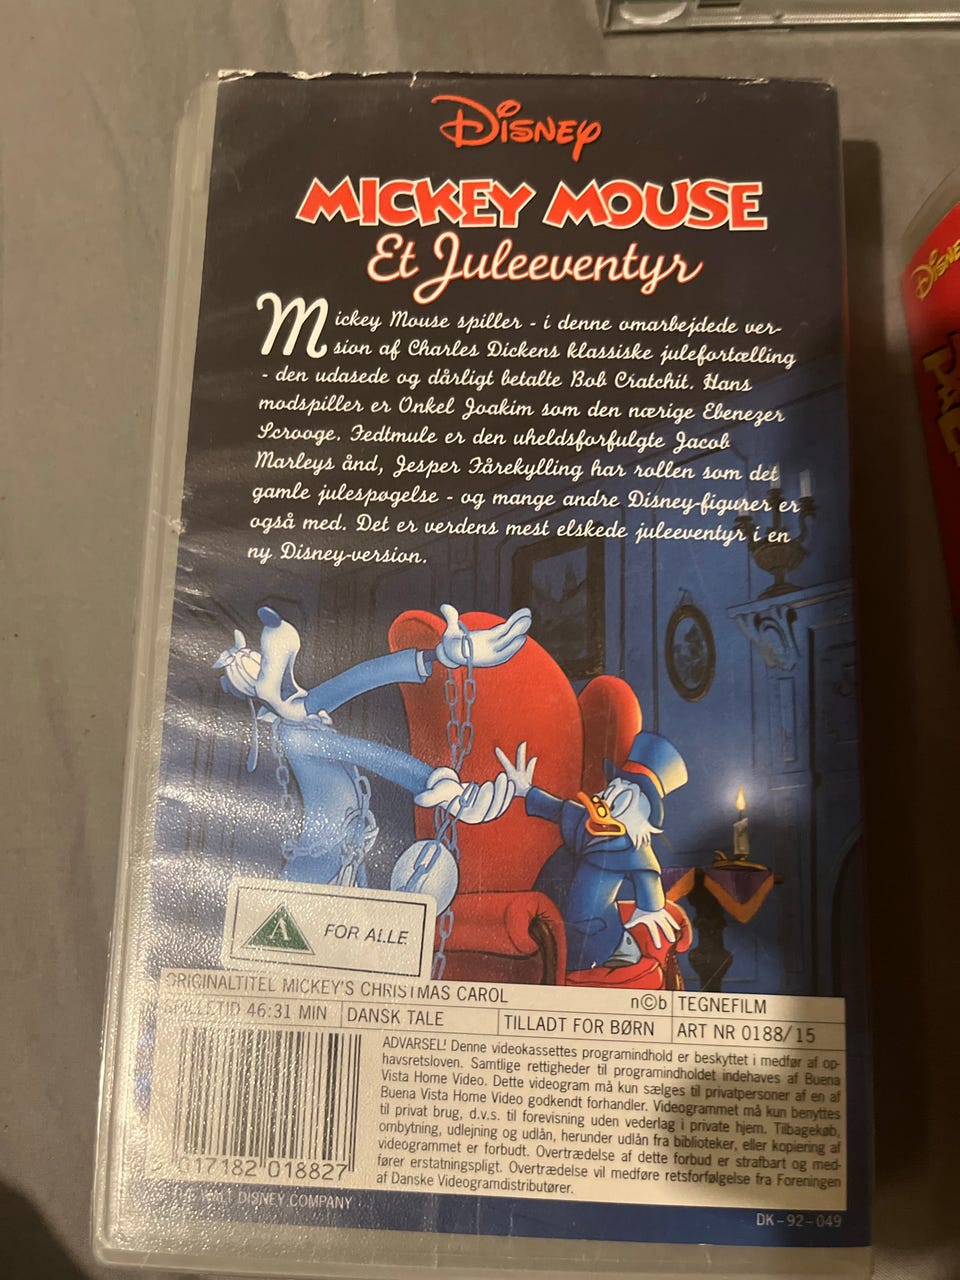 Disney
MICKEY MOUSE
Et Juleeventyr
Mickey Mouse spiller - i denne omarbejdede ver-
sion af Charles Dickens klassiske julefortælling
- den udasede og dårligt betalte Bob Cratchit. Hans
modspiller er Onkel Joakim som den nærige Ebenezer
Scrooge. Fedtmule er den uheldsforfulgte Jacob
Marleys ånd, Jesper Fårekylling har rollen som det
gamle julespøgelse - og mange andre Disney-figurer er
også med. Det er verdens mest elskede juleeventyr i en
ny Disney-version.
A FOR ALLE
ORIGINALTITEL MICKEY'S CHRISTMAS CAROL
n©b TEGNEFILM
SPILLETID 46:31 MIN DANSK TALE TILLADT FOR BØRN ART NR 0188/15
ADVARSEL! Denne videokassettes programindhold er beskyttet i medfør af op-
havsretsloven. Samtlige rettigheder til programindholdet indehaves af Buena
Vista Home Video. Dette videogram må kun sælges til privatpersoner af en af
Buena Vista Home Video godkendt forhandler. Videogrammet må kun benyttes
til privat brug, d.v.s. til forevisning uden vederlag i private hjem. Tilbagekøb,
ombytning, udlejning og udlån, herunder udlån fra biblioteker, eller kopiering af
videogrammet er forbudt. Overtrædelse af dette forbud er strafbart og med-
fører erstatningspligt. Overtrædelse vil medføre retsforfølgelse fra Foreningen
af Danske Videogramdistributører.
017182 018827
THE WALT DISNEY COMPANY
DK-92-049
Disney